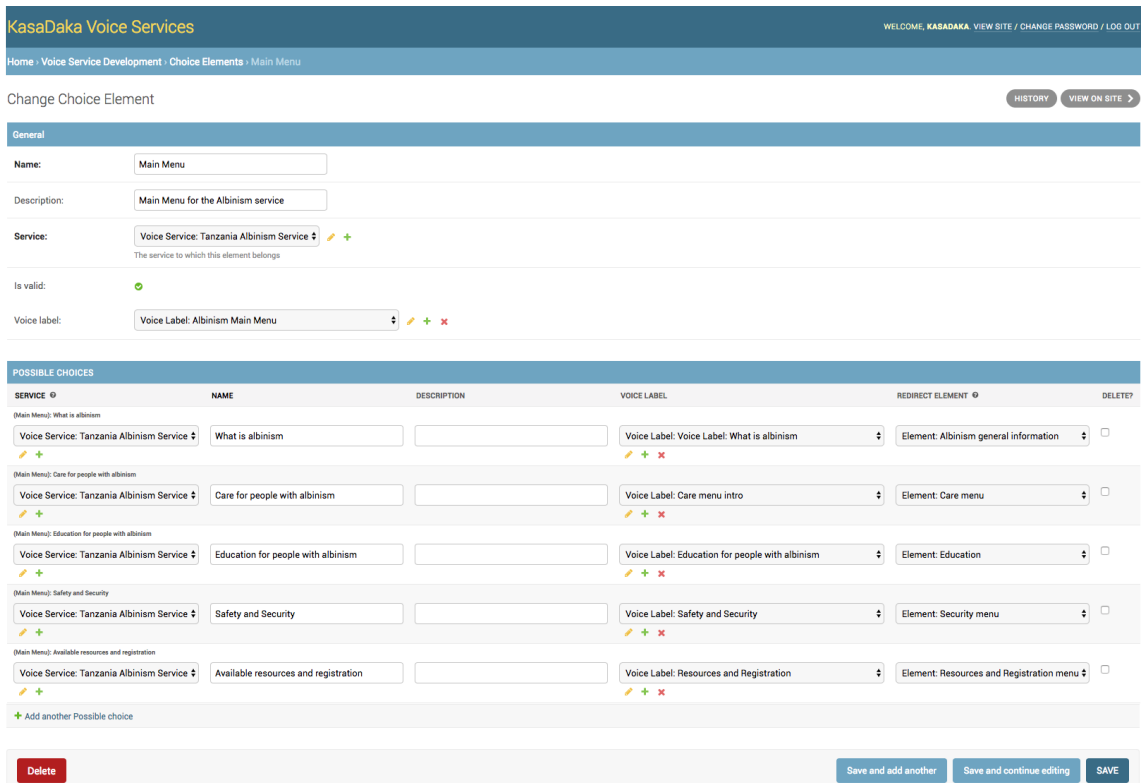 KasaDaka Voice Services
WELCOME, KASADAKA. VIEW SITE / CHANGE PASSWORD / LOG OUT
Home › Voice Service Development › Choice Elements › Main Menu
Change Choice Element
HISTORY VIEW ON SITE
General
Name: Main Menu
Description: Main Menu for the Albinism service
Service: Voice Service: Tanzania Albinism Service
The service to which this element belongs
Is valid:
Voice label: Voice Label: Albinism Main Menu
POSSIBLE CHOICES
SERVICE NAME DESCRIPTION VOICE LABEL REDIRECT ELEMENT DELETE?
(Main Menu): What is albinism
Voice Service: Tanzania Albinism Service What is albinism Voice Label: Voice Label: What is albinism Element: Albinism general information
(Main Menu): Care for people with albinism
Voice Service: Tanzania Albinism Service Care for people with albinism Voice Label: Care menu intro Element: Care menu
(Main Menu): Education for people with albinism
Voice Service: Tanzania Albinism Service Education for people with albinism Voice Label: Education for people with albinism Element: Education
(Main Menu): Safety and Security
Voice Service: Tanzania Albinism Service Safety and Security Voice Label: Safety and Security Element: Security menu
(Main Menu): Available resources and registration
Voice Service: Tanzania Albinism Service Available resources and registration Voice Label: Resources and Registration Element: Resources and Registration menu
Add another Possible choice
Delete Save and add another Save and continue editing SAVE